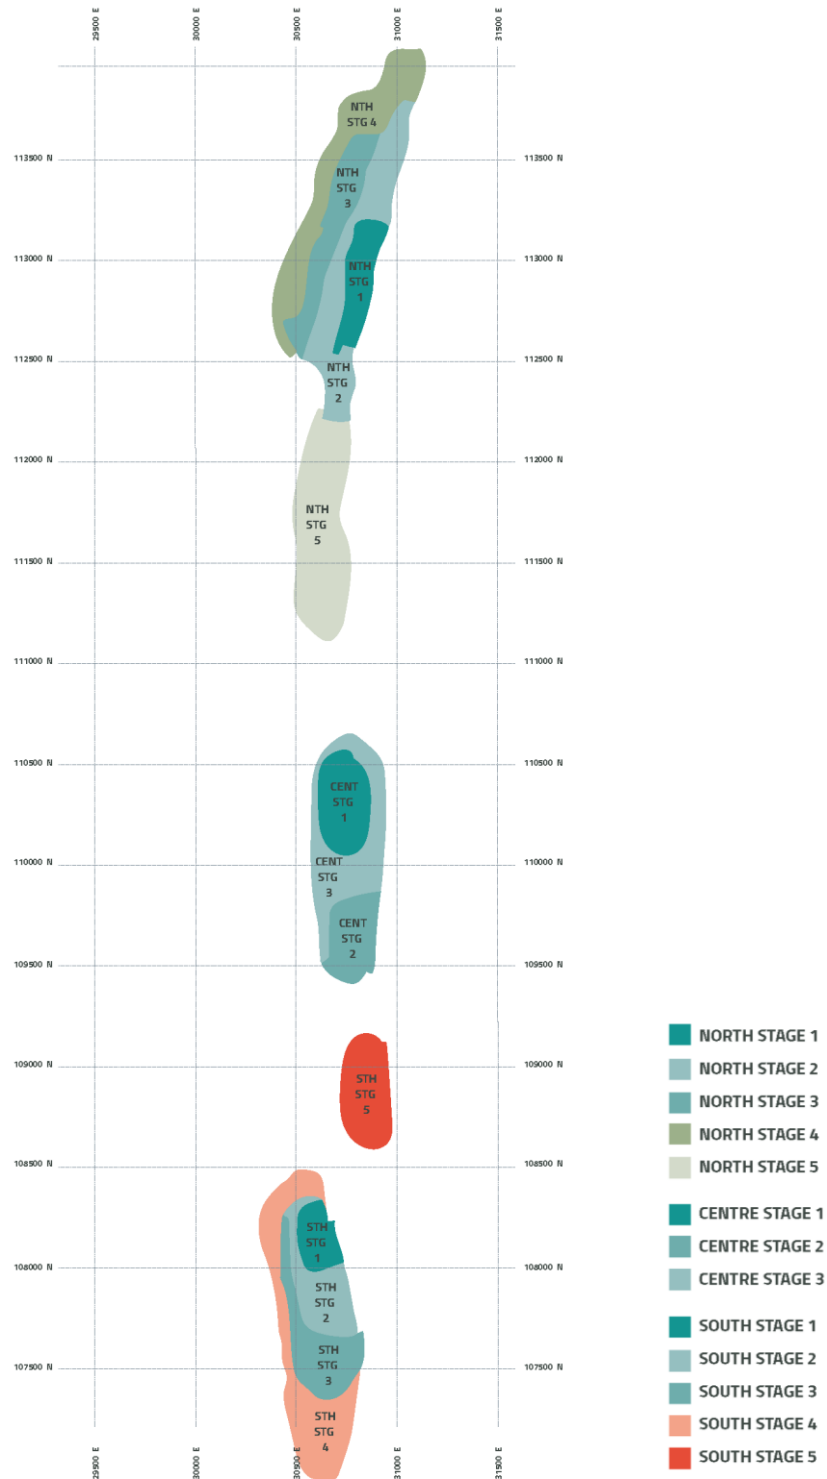 29500 E
30000 E
30500 E
31000 E
31500 E
NTH
STG 4
113500 N
113500 N
NTH
STG
3
113000 N
113000 N
NTH
STG
1
112500 N
112500 N
NTH
STG
2
112000 N
112000 N
NTH
STG
5
111500 N
111500 N
111000 N
111000 N
110500 N
110500 N
CENT
STG
1
110000 N
110000 N
CENT
STG
3
CENT
STG
2
109500 N
109500 N
109000 N
109000 N
STH
STG
5
108500 N
108500 N
STH
STG
1
108000 N
108000 N
STH
STG
2
STH
STG
3
107500 N
107500 N
STH
STG
4
29500 E
30000 E
30500 E
31000 E
31500 E
NORTH STAGE 1
NORTH STAGE 2
NORTH STAGE 3
NORTH STAGE 4
NORTH STAGE 5
CENTRE STAGE 1
CENTRE STAGE 2
CENTRE STAGE 3
SOUTH STAGE 1
SOUTH STAGE 2
SOUTH STAGE 3
SOUTH STAGE 4
SOUTH STAGE 5